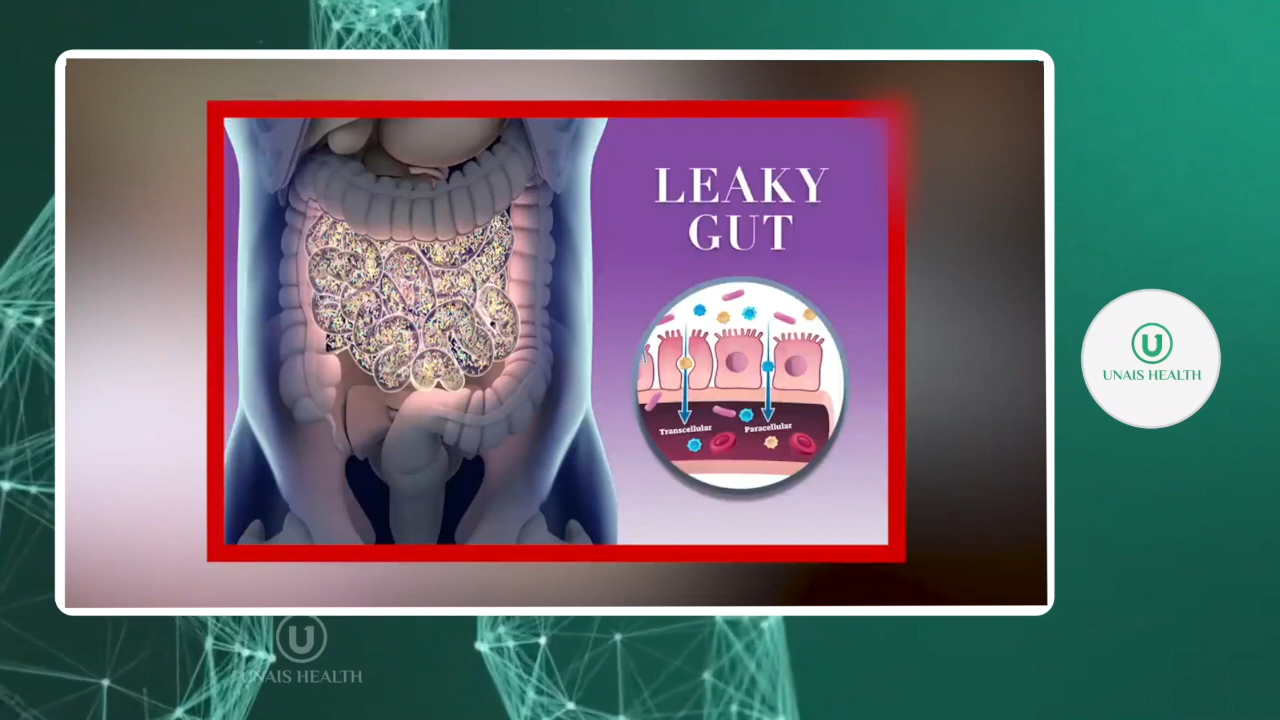 LEAKY
GUT
Transcellular
Paracellular
U
UNAIS HEALTH
U
UNAIS HEALTH